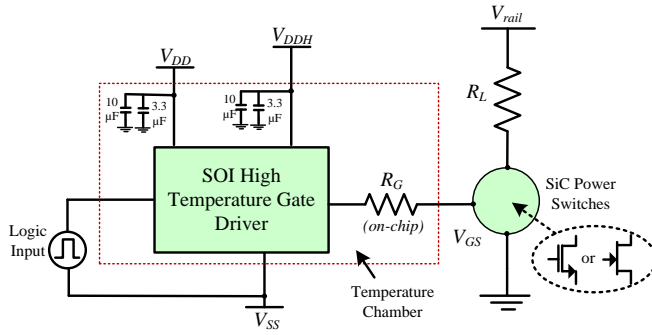 V_rail
V_DD
V_DDH
R_L
10
µF
3.3
µF
10
µF
3.3
µF
SOI High
Temperature Gate
Driver
R_G
(on-chip)
SiC Power
Switches
Logic
Input
V_GS
or
Temperature
Chamber
V_SS